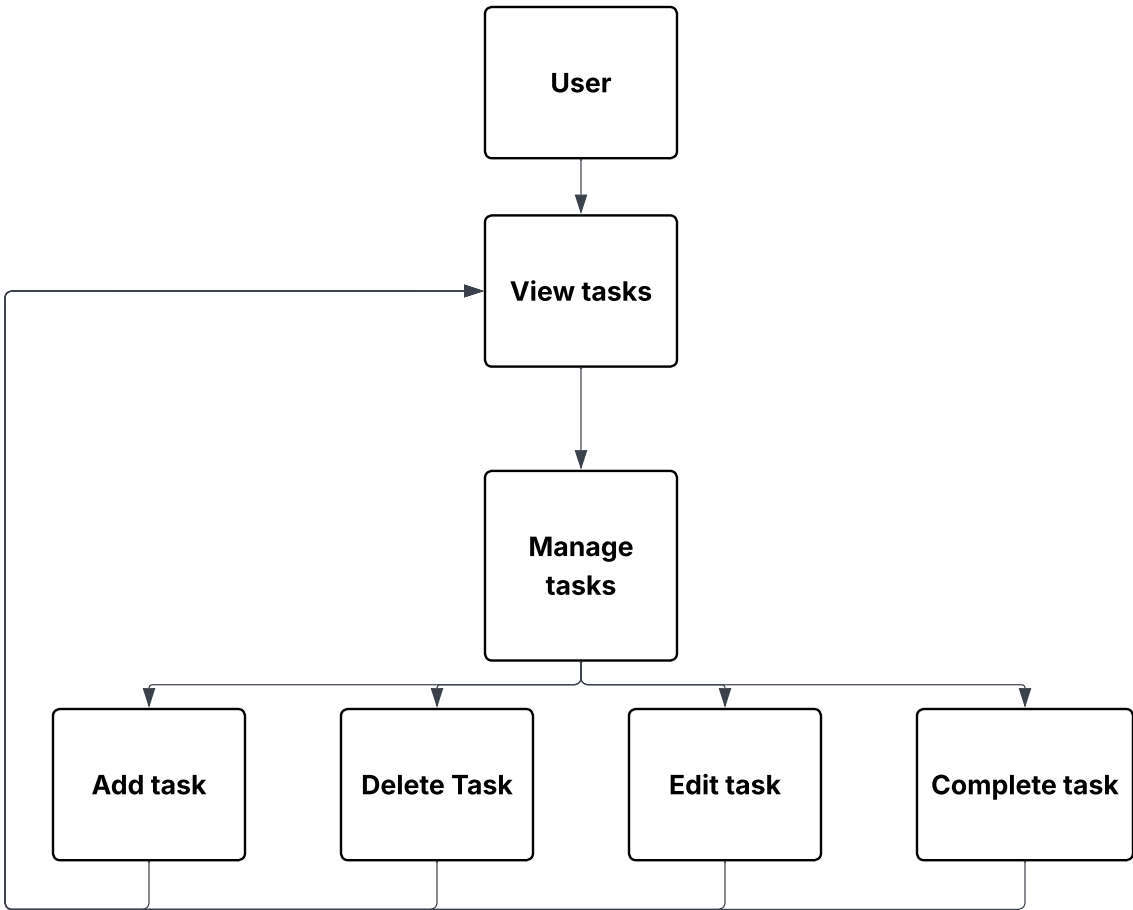 User
View tasks
Manage
tasks
Add task
Delete Task
Edit task
Complete task